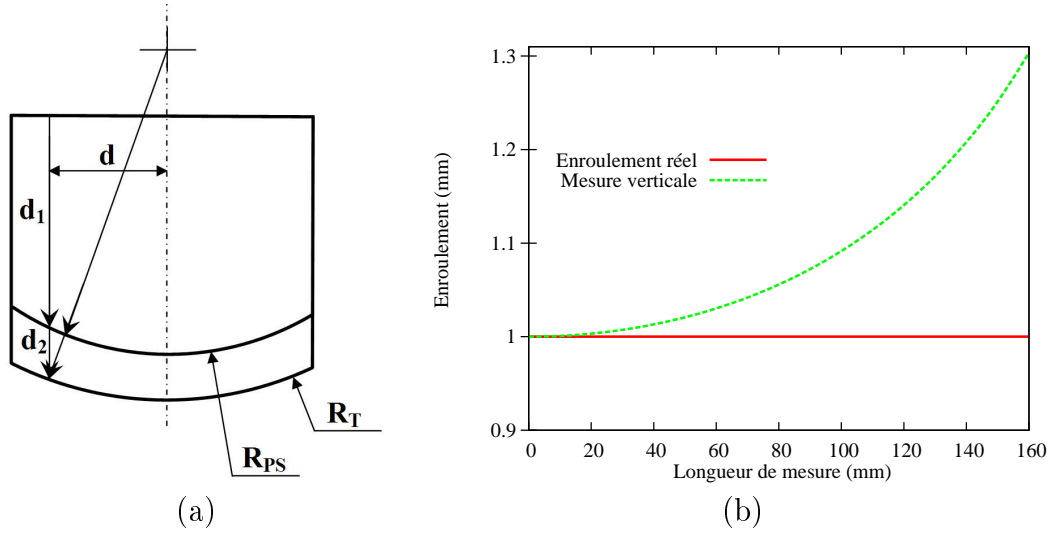 d
d1
d2
RT
RPS
(a)
Enroulement (mm)
1.3
1.2
1.1
1
0.9
Enroulement réel
Mesure verticale
0 20 40 60 80 100 120 140 160
Longueur de mesure (mm)
(b)